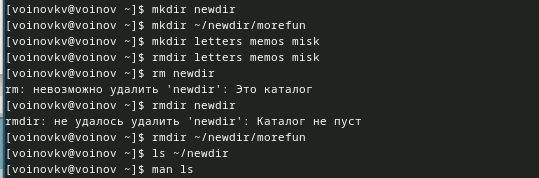 [voinovkv@voinov ~]$ mkdir newdir
[voinovkv@voinov ~]$ mkdir ~/newdir/morefun
[voinovkv@voinov ~]$ mkdir letters memos misk
[voinovkv@voinov ~]$ rmdir letters memos misk
[voinovkv@voinov ~]$ rm newdir
rm: невозможно удалить 'newdir': Это каталог
[voinovkv@voinov ~]$ rmdir newdir
rmdir: не удалось удалить 'newdir': Каталог не пуст
[voinovkv@voinov ~]$ rmdir ~/newdir/morefun
[voinovkv@voinov ~]$ ls ~/newdir
[voinovkv@voinov ~]$ man ls